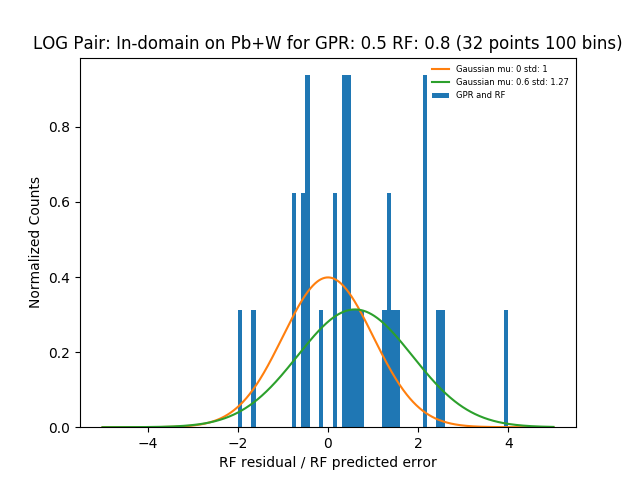 LOG Pair: In-domain on Pb+W for GPR: 0.5 RF: 0.8 (32 points 100 bins)
Gaussian mu: 0 std: 1
Gaussian mu: 0.6 std: 1.27
GPR and RF
Normalized Counts
0.8
0.6
0.4
0.2
0.0
−4
−2
0
2
4
RF residual / RF predicted error